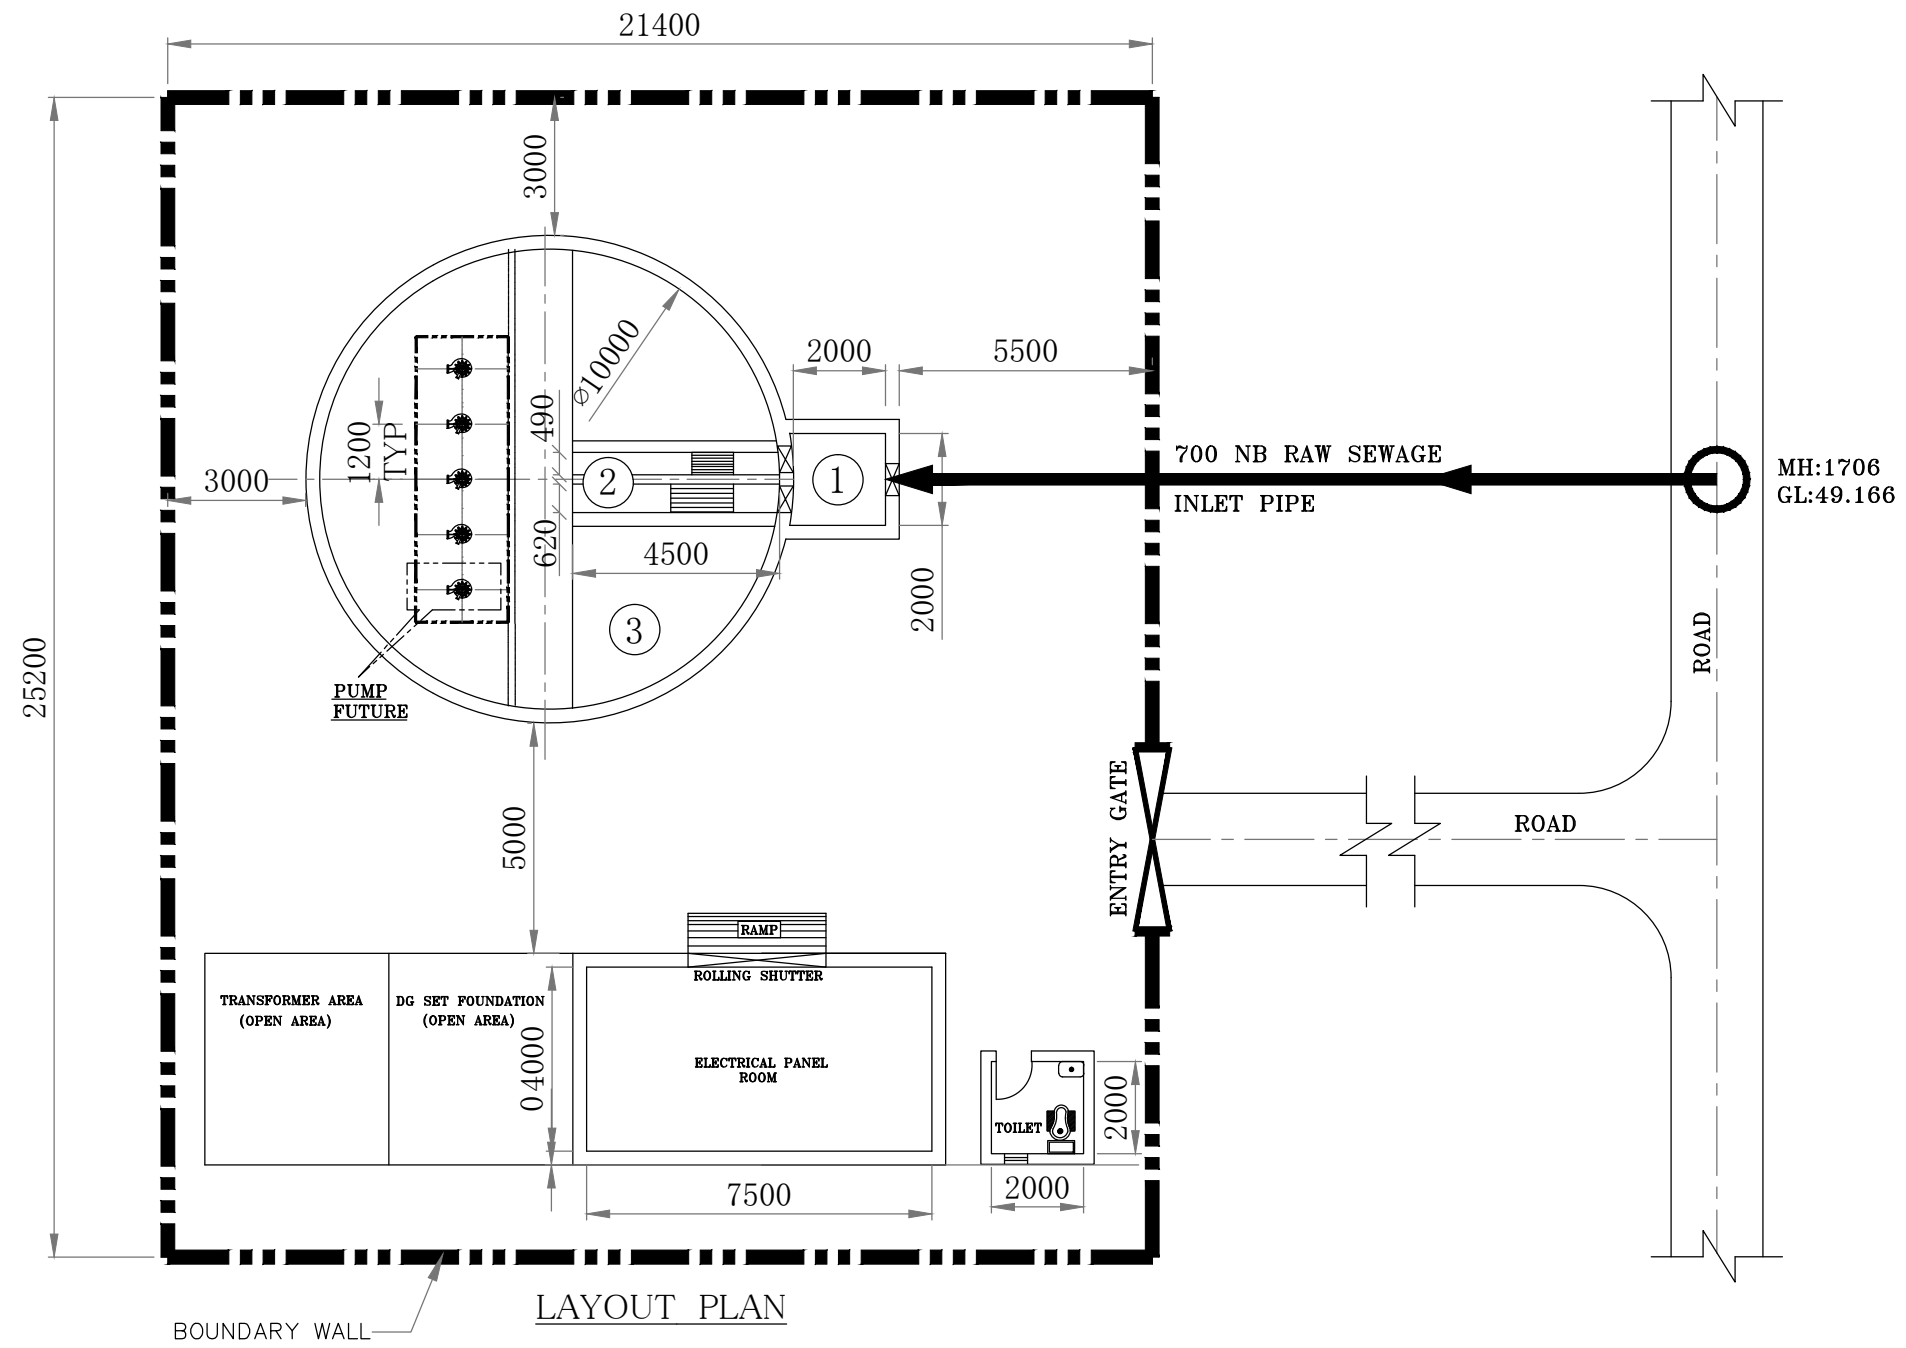 21400
3000
⌀10000
2000
5500
490
1200
TYP
700 NB RAW SEWAGE
INLET PIPE
MH:1706
GL:49.166
1
2
3000
620
4500
2000
3
ROAD
25200
PUMP
FUTURE
5000
ENTRY GATE
ROAD
RAMP
ROLLING SHUTTER
TRANSFORMER AREA
(OPEN AREA)
DG SET FOUNDATION
(OPEN AREA)
04000
ELECTRICAL PANEL
ROOM
TOILET
2000
7500
2000
LAYOUT PLAN
BOUNDARY WALL